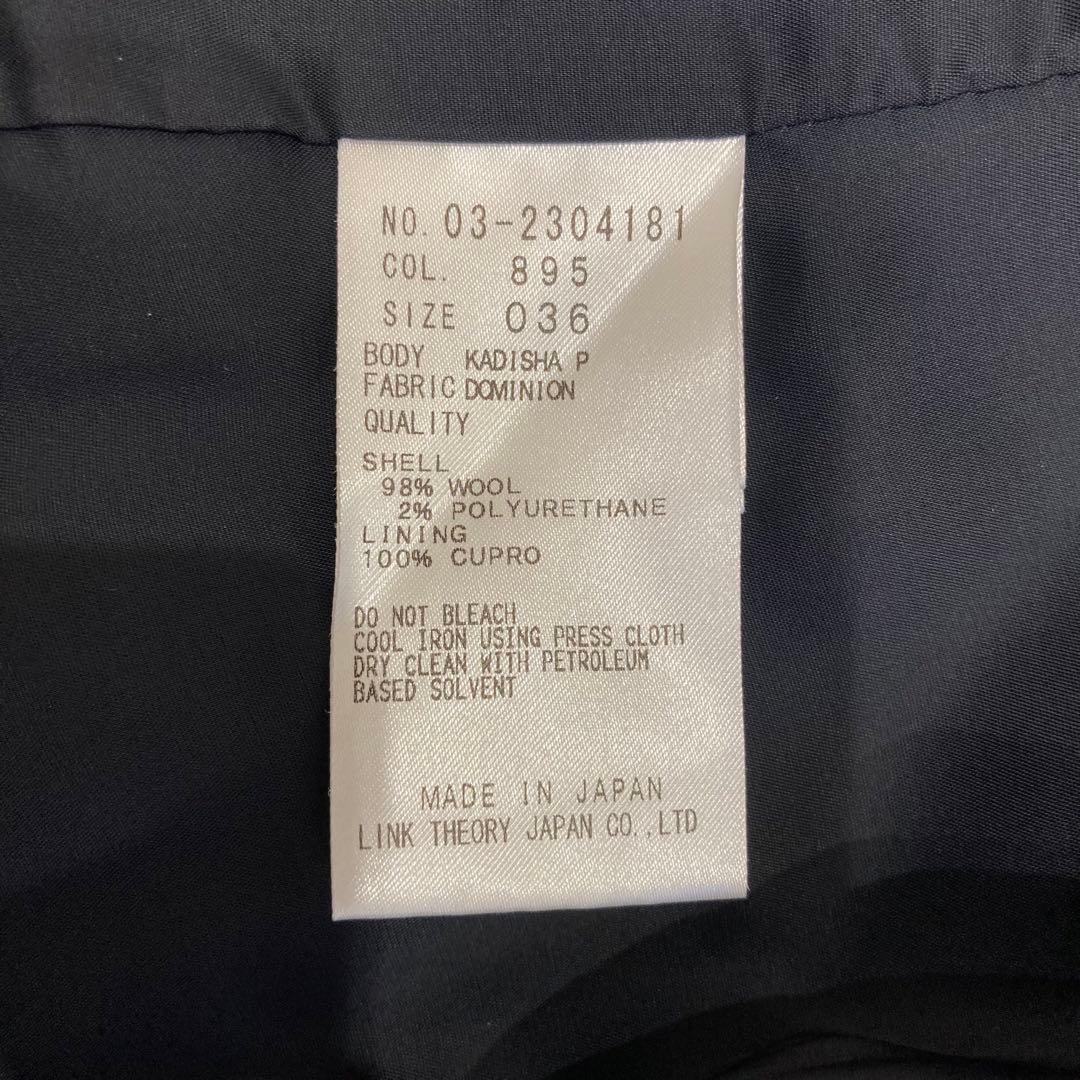 NO. 03-2304181
COL. 895
SIZE 036
BODY KADISHA P
FABRIC DOMINION
QUALITY
SHELL
98% WOOL
2% POLYURETHANE
LINING
100% CUPRO
DO NOT BLEACH
COOL IRON USING PRESS CLOTH
DRY CLEAN WITH PETROLEUM
BASED SOLVENT
MADE IN JAPAN
LINK THEORY JAPAN CO.,LTD